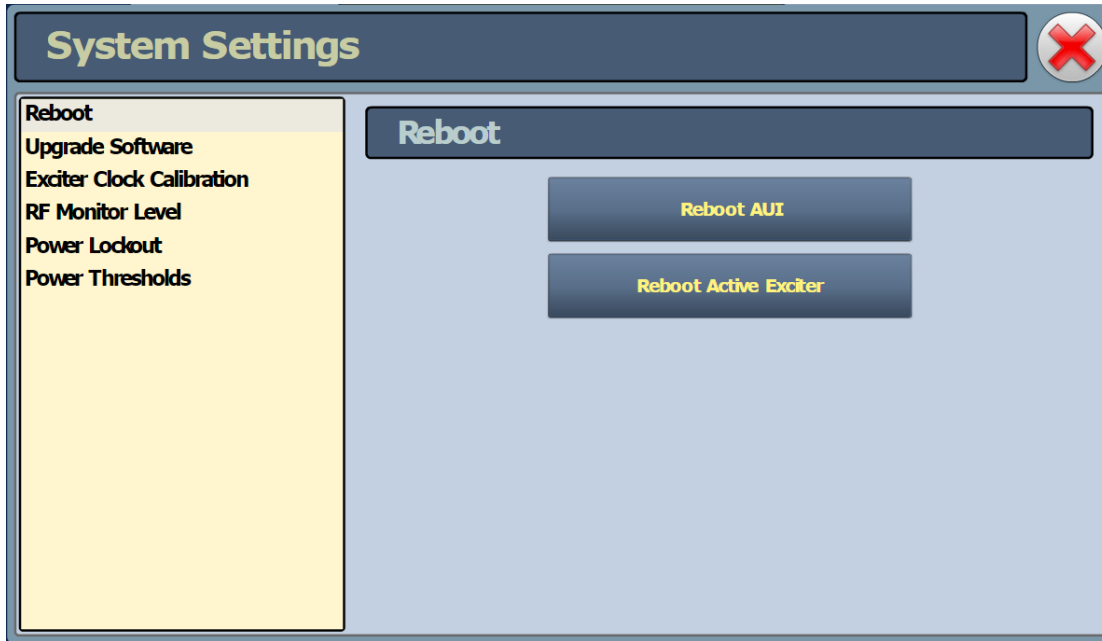 System Settings
Reboot
Upgrade Software
Exciter Clock Calibration
RF Monitor Level
Power Lockout
Power Thresholds
Reboot
Reboot AUI
Reboot Active Exciter